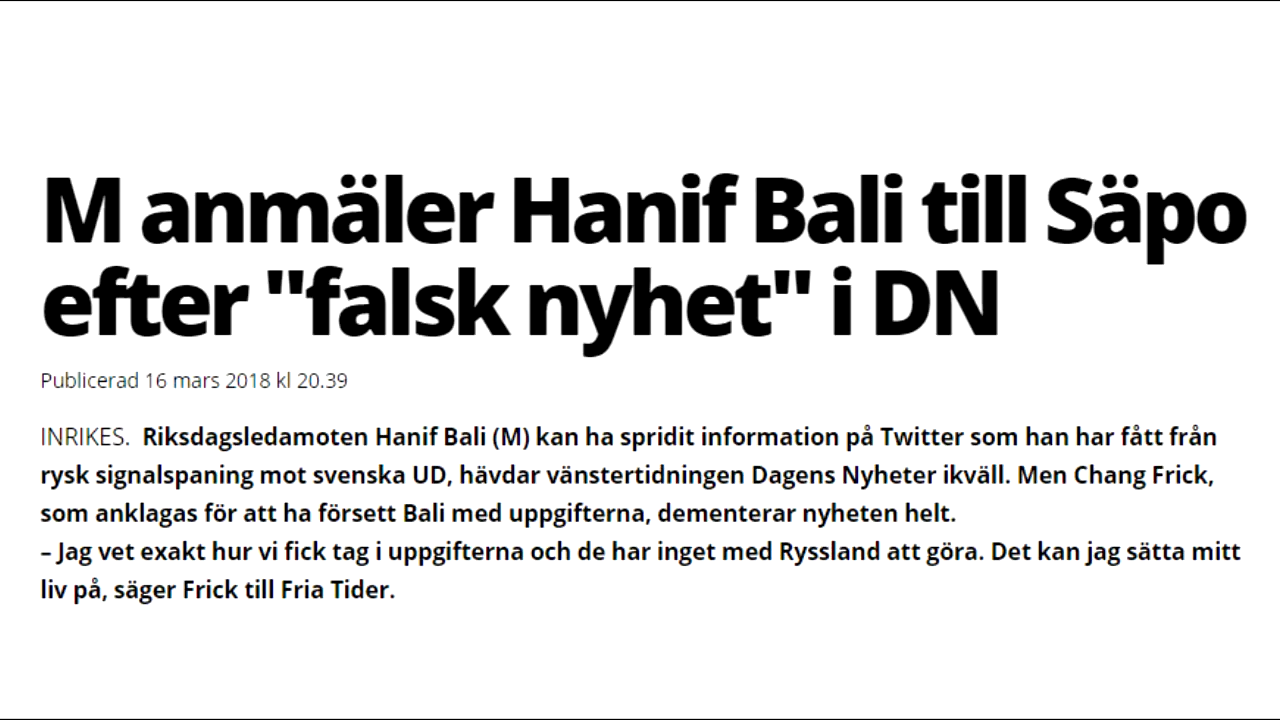 M anmäler Hanif Bali till Säpo
efter "falsk nyhet" i DN
Publicerad 16 mars 2018 kl 20.39
INRIKES. Riksdagsledamoten Hanif Bali (M) kan ha spridit information på Twitter som han har fått från
rysk signalspaning mot svenska UD, hävdar vänstertidningen Dagens Nyheter ikväll. Men Chang Frick,
som anklagas för att ha försett Bali med uppgifterna, dementerar nyheten helt.
– Jag vet exakt hur vi fick tag i uppgifterna och de har inget med Ryssland att göra. Det kan jag sätta mitt
liv på, säger Frick till Fria Tider.